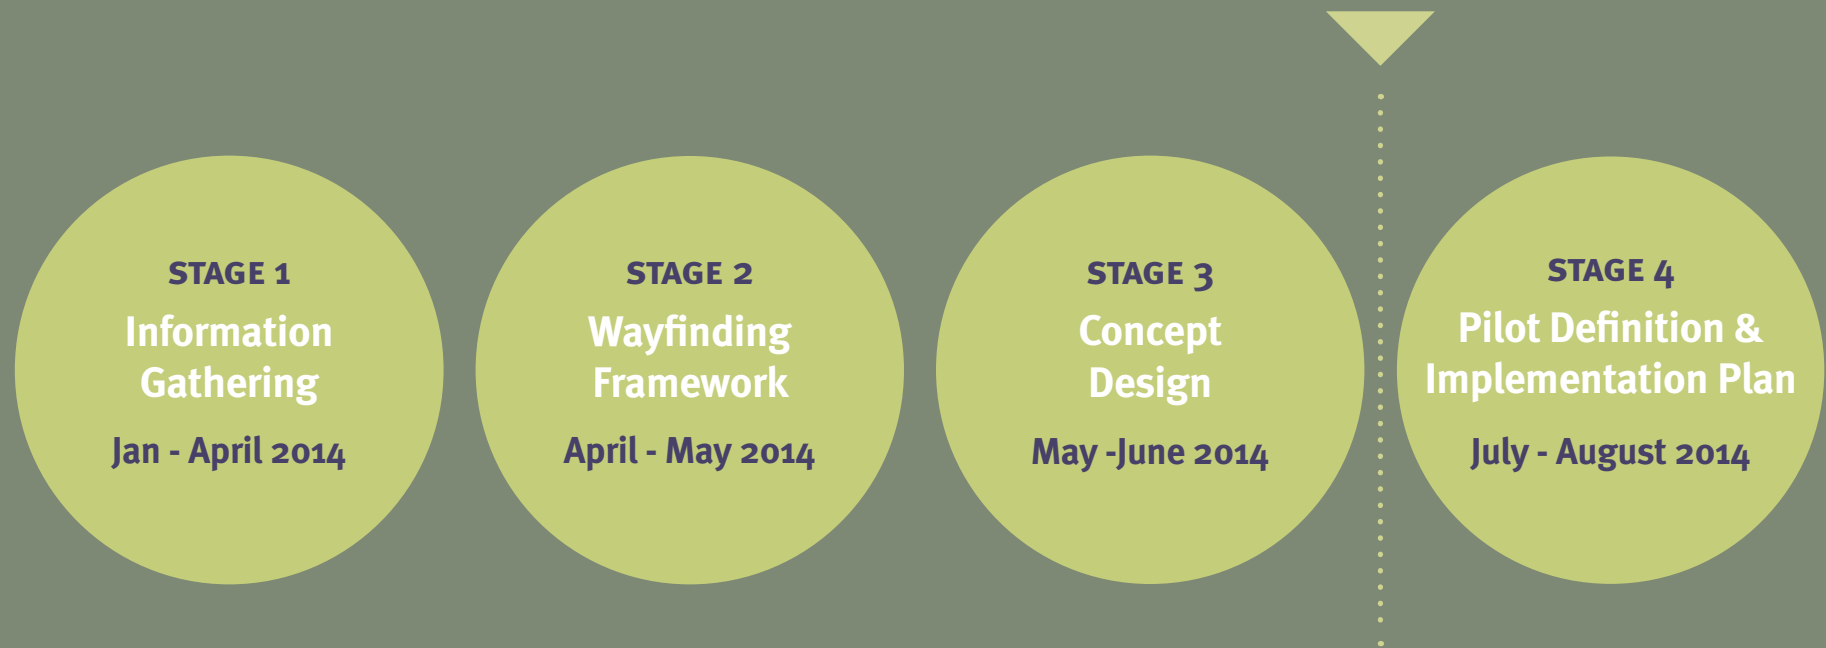 STAGE 1
Information
Gathering
Jan - April 2014
STAGE 2
Wayfinding
Framework
April - May 2014
STAGE 3
Concept
Design
May -June 2014
STAGE 4
Pilot Definition &
Implementation Plan
July - August 2014